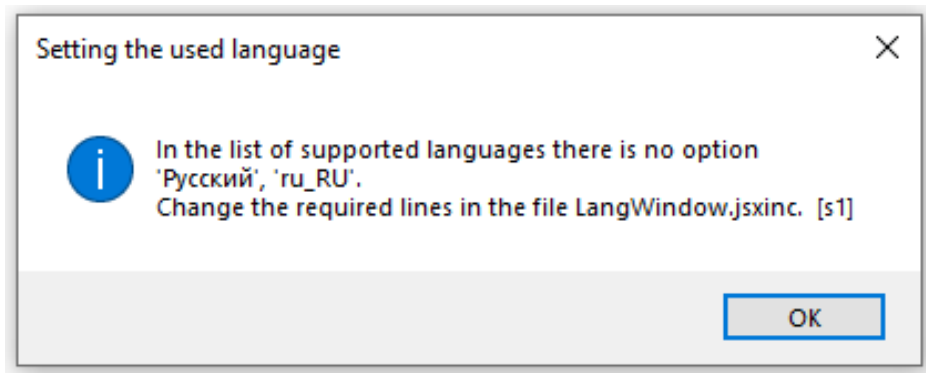 Setting the used language
In the list of supported languages there is no option
'Русский', 'ru_RU'.
Change the required lines in the file LangWindow.jsxinc.  [s1]
OK